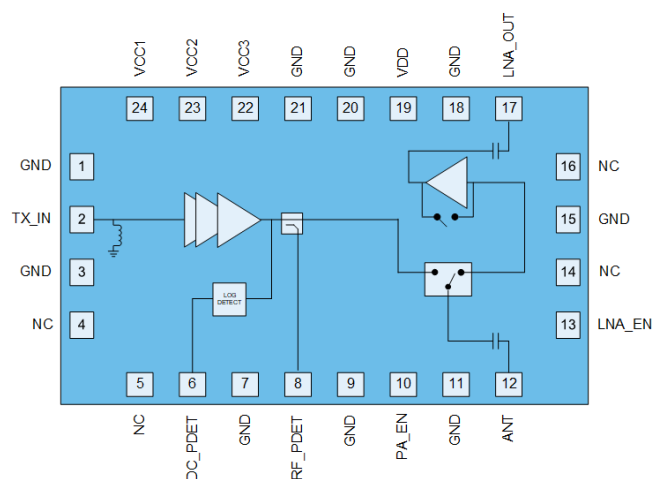 VCC1
VCC2
VCC3
GND
GND
VDD
GND
LNA_OUT
24
23
22
21
20
19
18
17
GND
1
16
NC
TX_IN
2
15
GND
GND
3
14
NC
LOG
DETECT
NC
4
13
LNA_EN
5
6
7
8
9
10
11
12
NC
DC_PDET
GND
RF_PDET
GND
PA_EN
GND
ANT